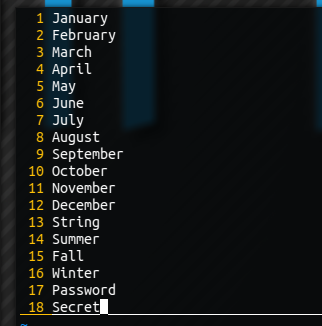 1 January
2 February
3 March
4 April
5 May
6 June
7 July
8 August
9 September
10 October
11 November
12 December
13 String
14 Summer
15 Fall
16 Winter
17 Password
18 Secret
~